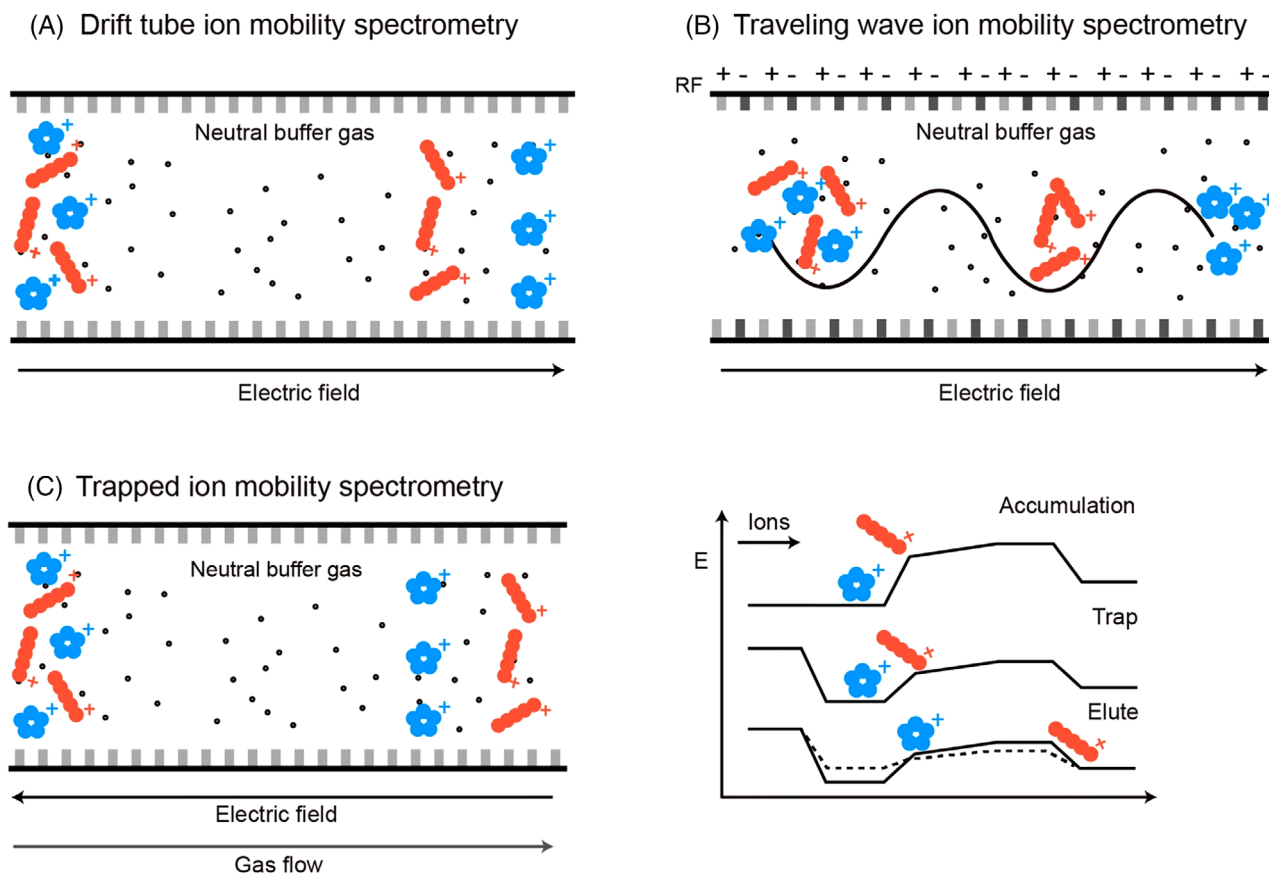 (A) Drift tube ion mobility spectrometry
Neutral buffer gas
+
+
+
+
+
+
+
+
+
+
+
+
Electric field
(B) Traveling wave ion mobility spectrometry
RF + - + - + - + - + - + - + - + - + - + - + -
Neutral buffer gas
+
+
+
+
+
+
+
+
+
+
+
+
Electric field
(C) Trapped ion mobility spectrometry
Neutral buffer gas
+
+
+
+
+
+
+
+
+
+
+
+
Electric field
Gas flow
E
Ions
Accumulation
+
+
Trap
+
+
Elute
+
+